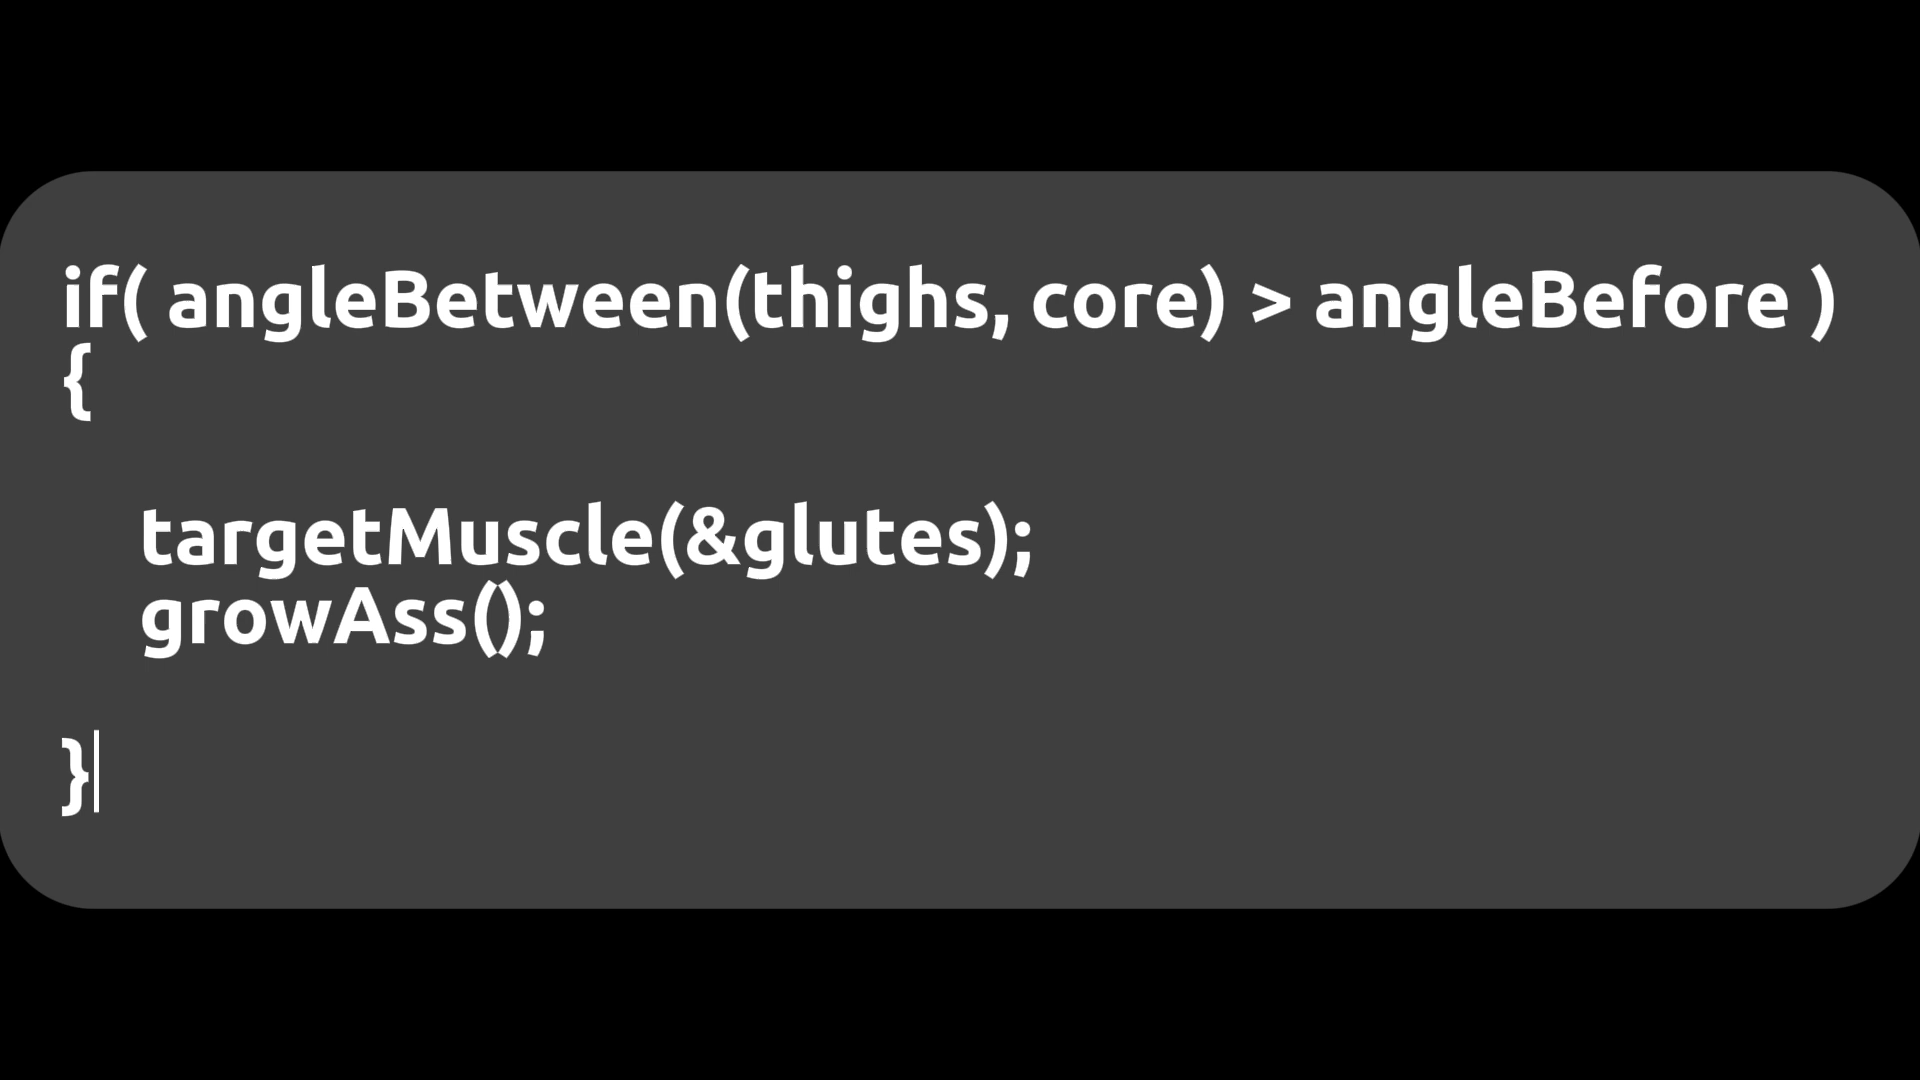 if( angleBetween(thighs, core) > angleBefore )
{
targetMuscle(&glutes);
growAss();
}